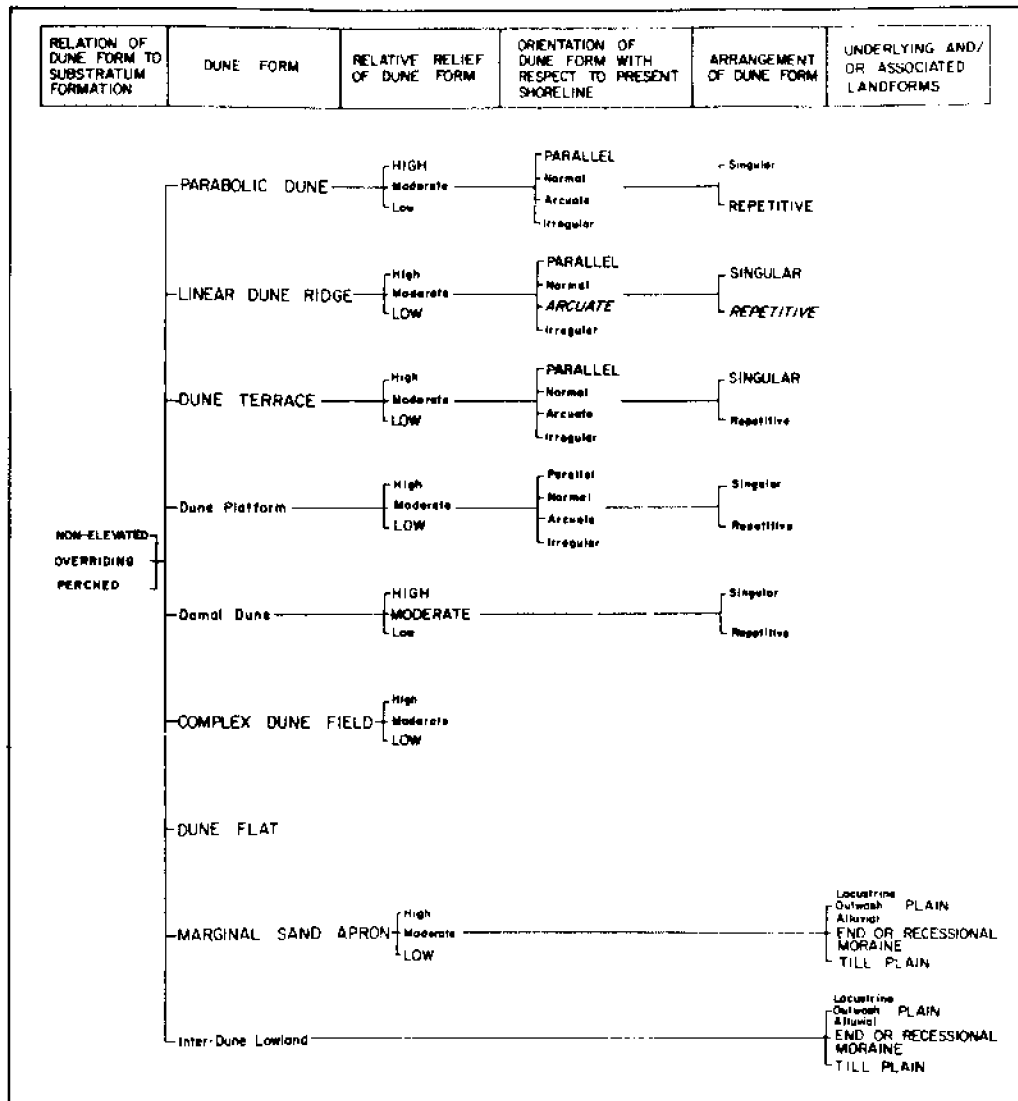 RELATION OF
DUNE FORM TO
SUBSTRATUM
FORMATION
DUNE FORM
RELATIVE RELIEF
OF DUNE FORM
ORIENTATION OF
DUNE FORM WITH
RESPECT TO PRESENT
SHORELINE
ARRANGEMENT
OF DUNE FORM
UNDERLYING AND/
OR ASSOCIATED
LANDFORMS
PARABOLIC DUNE
HIGH
Moderate
Low
PARALLEL
Normal
Arcuate
Irregular
Singular
REPETITIVE
LINEAR DUNE RIDGE
High
Moderate
LOW
PARALLEL
Normal
ARCUATE
Irregular
SINGULAR
REPETITIVE
DUNE TERRACE
High
Moderate
LOW
PARALLEL
Normal
Arcuate
Irregular
SINGULAR
Repetitive
Dune Platform
High
Moderate
LOW
Parallel
Normal
Arcuate
Irregular
Singular
Repetitive
NON-ELEVATED
OVERRIDING
PERCHED
Domal Dune
HIGH
MODERATE
Low
Singular
Repetitive
COMPLEX DUNE FIELD
High
Moderate
LOW
DUNE FLAT
MARGINAL SAND APRON
High
Moderate
LOW
Lacustrine
Outwash PLAIN
Alluvial
END OR RECESSIONAL
MORAINE
TILL PLAIN
Inter-Dune Lowland
Lacustrine
Outwash PLAIN
Alluvial
END OR RECESSIONAL
MORAINE
TILL PLAIN